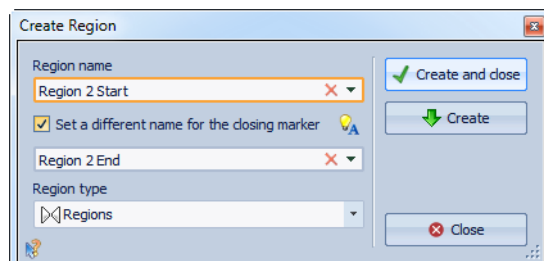 Create Region
Region name
Region 2 Start
Set a different name for the closing marker
A
Region 2 End
Region type
Regions
Create and close
Create
Close